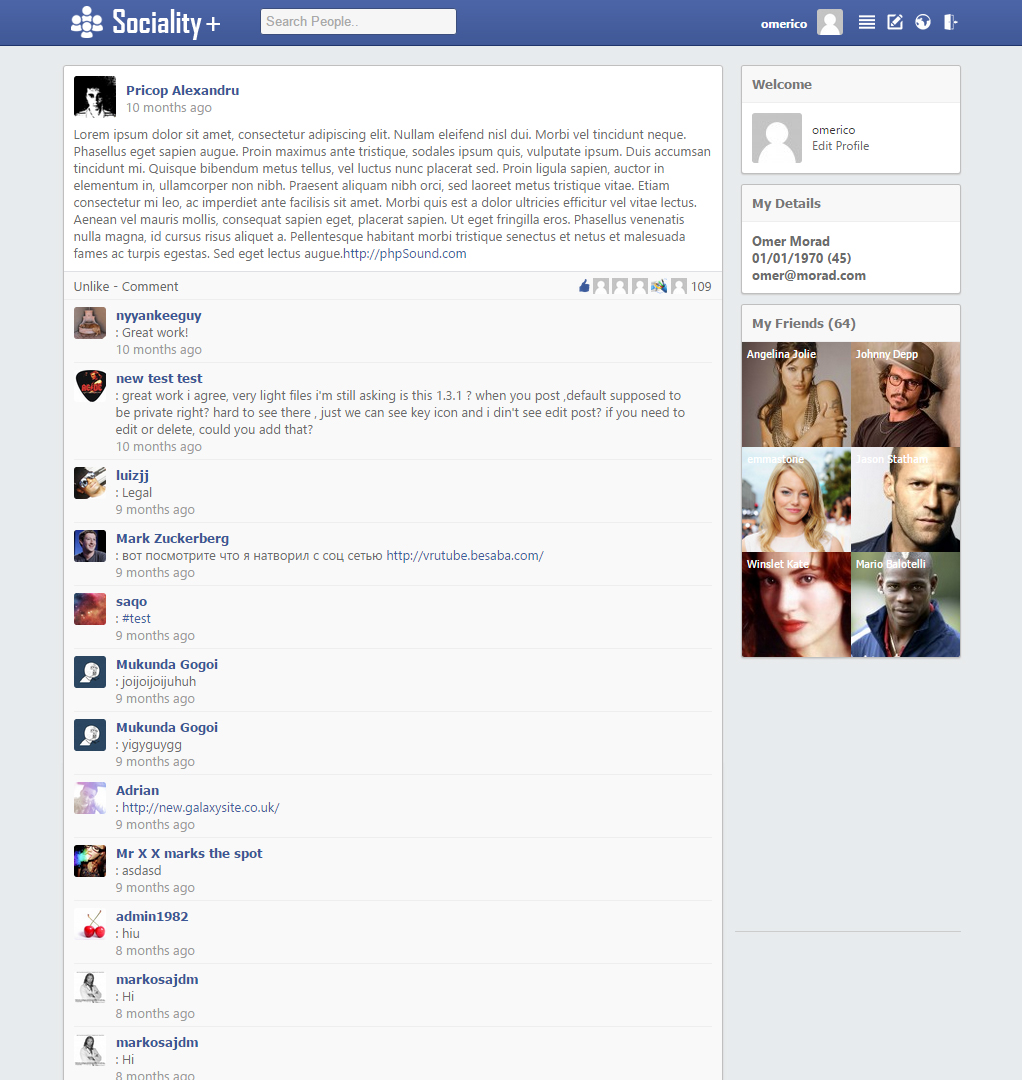 Sociality+
Search People..
omerico
Pricop Alexandru
10 months ago
Lorem ipsum dolor sit amet, consectetur adipiscing elit. Nullam eleifend nisl dui. Morbi vel tincidunt neque.
Phasellus eget sapien augue. Proin maximus ante tristique, sodales ipsum quis, vulputate ipsum. Duis accumsan
tincidunt mi. Quisque bibendum metus tellus, vel luctus nunc placerat sed. Proin ligula sapien, auctor in
elementum in, ullamcorper non nibh. Praesent aliquam nibh orci, sed laoreet metus tristique vitae. Etiam
consectetur mi leo, ac imperdiet ante facilisis sit amet. Morbi quis est a dolor ultricies efficitur vel vitae lectus.
Aenean vel mauris mollis, consequat sapien eget, placerat sapien. Ut eget fringilla eros. Phasellus venenatis
nulla magna, id cursus risus aliquet a. Pellentesque habitant morbi tristique senectus et netus et malesuada
fames ac turpis egestas. Sed eget lectus augue.http://phpSound.com
Unlike - Comment
109
nyyankeeguy
: Great work!
10 months ago
new test test
: great work i agree, very light files i'm still asking is this 1.3.1 ? when you post ,default supposed to
be private right? hard to see there , just we can see key icon and i din't see edit post? if you need to
edit or delete, could you add that?
10 months ago
luizjj
: Legal
9 months ago
Mark Zuckerberg
: вот посмотрите что я натворил с соц сетью http://vrutube.besaba.com/
9 months ago
saqo
: #test
9 months ago
Mukunda Gogoi
: joijoijoijuhuh
9 months ago
Mukunda Gogoi
: yigyguygg
9 months ago
Adrian
: http://new.galaxysite.co.uk/
9 months ago
Mr X X marks the spot
: asdasd
9 months ago
admin1982
: hiu
8 months ago
markosajdm
: Hi
8 months ago
markosajdm
: Hi
8 months ago
Welcome
omerico
Edit Profile
My Details
Omer Morad
01/01/1970 (45)
omer@morad.com
My Friends (64)
Angelina Jolie
Johnny Depp
emmastone
Jason Statham
Winslet Kate
Mario Balotelli